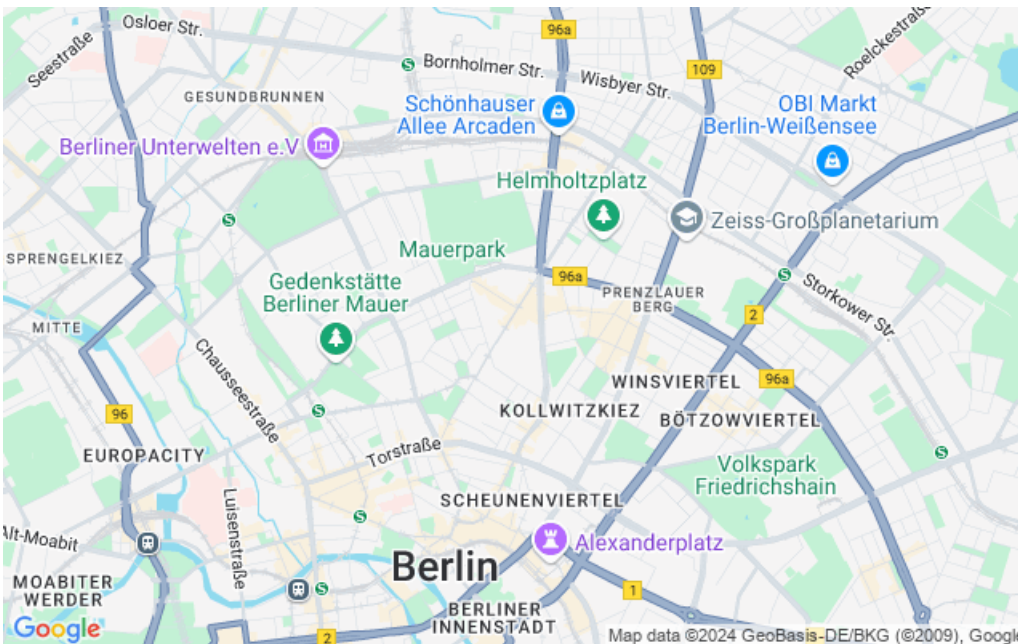 Osloer Str.
96a
Seestraße
Bornholmer Str.
Wisbyer Str.
109
Roelckestraße
GESUNDBRUNNEN
Schönhauser
Allee Arcaden
OBI Markt
Berlin-Weißensee
Berliner Unterwelten e.V
Helmholtzplatz
Zeiss-Großplanetarium
Mauerpark
SPRENGELKIEZ
Gedenkstätte
Berliner Mauer
96a
PRENZLAUER
BERG
Storkower Str.
MITTE
2
Chausseestraße
WINSVIERTEL
96a
96
KOLLWITZKIEZ
BÖTZOWVIERTEL
EUROPACITY
Torstraße
Volkspark
Friedrichshain
Luisenstraße
SCHEUNENVIERTEL
Alt-Moabit
Alexanderplatz
Berlin
MOABITER
WERDER
1
BERLINER
INNENSTADT
Google
2
Map data ©2024 GeoBasis-DE/BKG (©2009), Googl